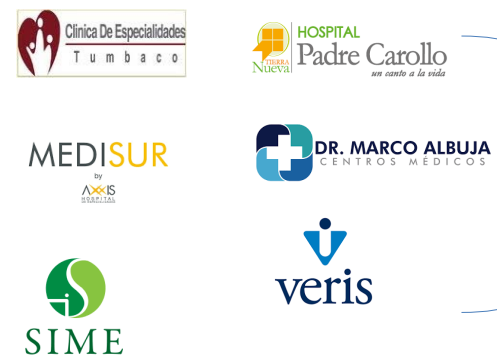 Clinica De Especialidades
Tumbaco
HOSPITAL
Padre Carollo
un canto a la vida
TIERRA
Nueva
MEDISUR
by
AXXIS
HOSPITAL
DR. MARCO ALBUJA
CENTROS MÉDICOS
veris
SIME